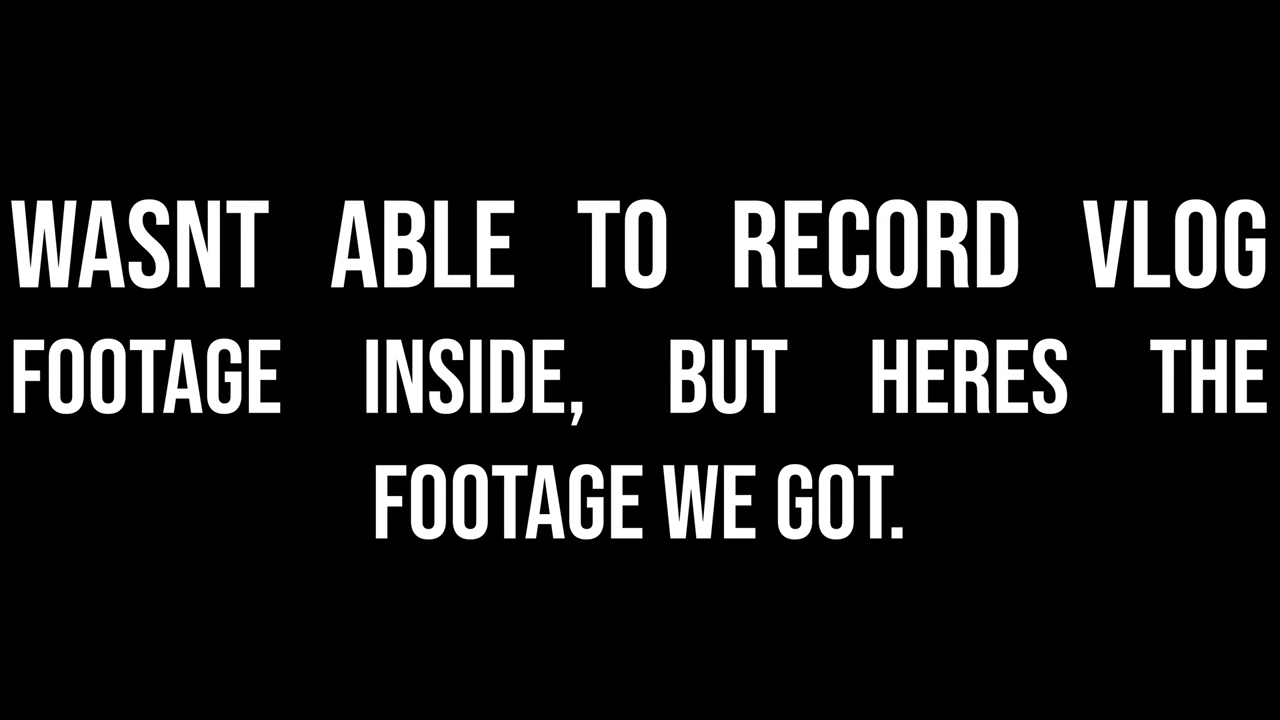 WASNT ABLE TO RECORD VLOG
FOOTAGE INSIDE, BUT HERES THE
FOOTAGE WE GOT.